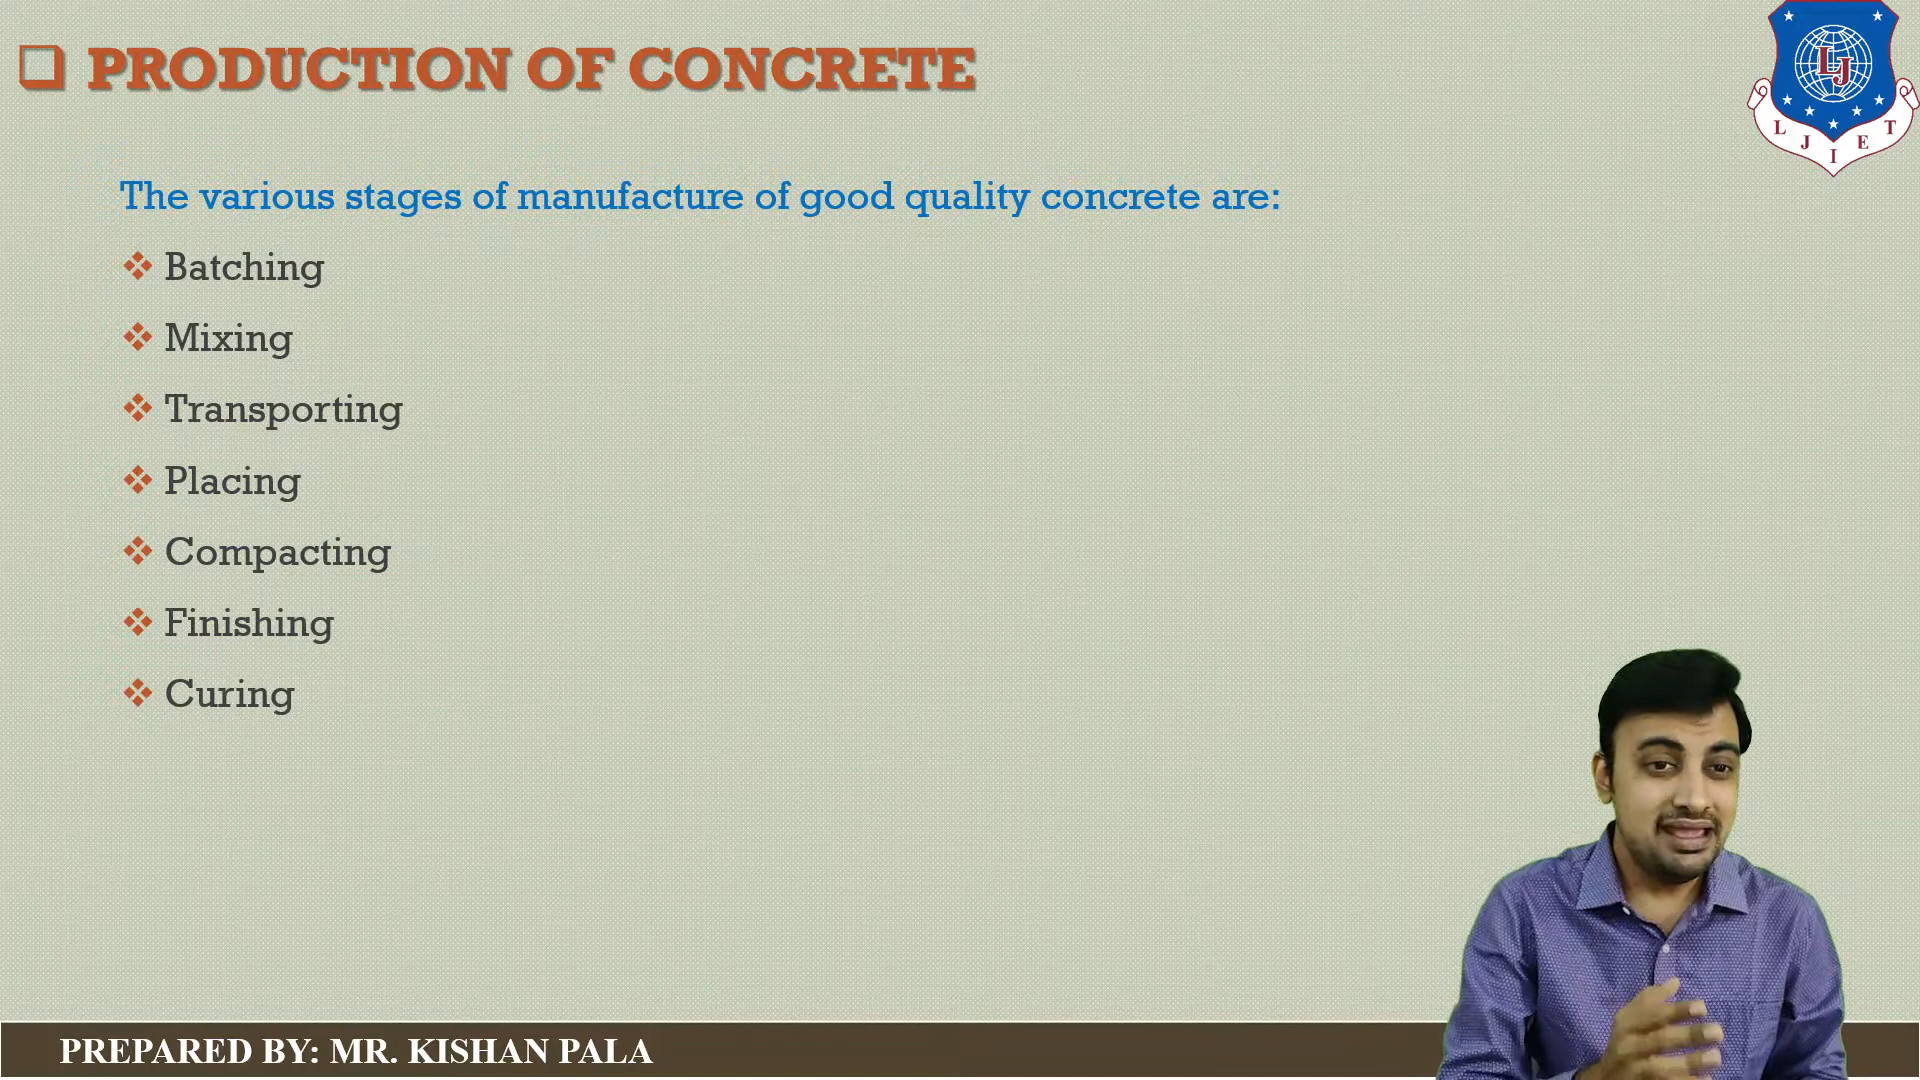 PRODUCTION OF CONCRETE
LJ
L J I E T
The various stages of manufacture of good quality concrete are:
Batching
Mixing
Transporting
Placing
Compacting
Finishing
Curing
PREPARED BY: MR. KISHAN PALA